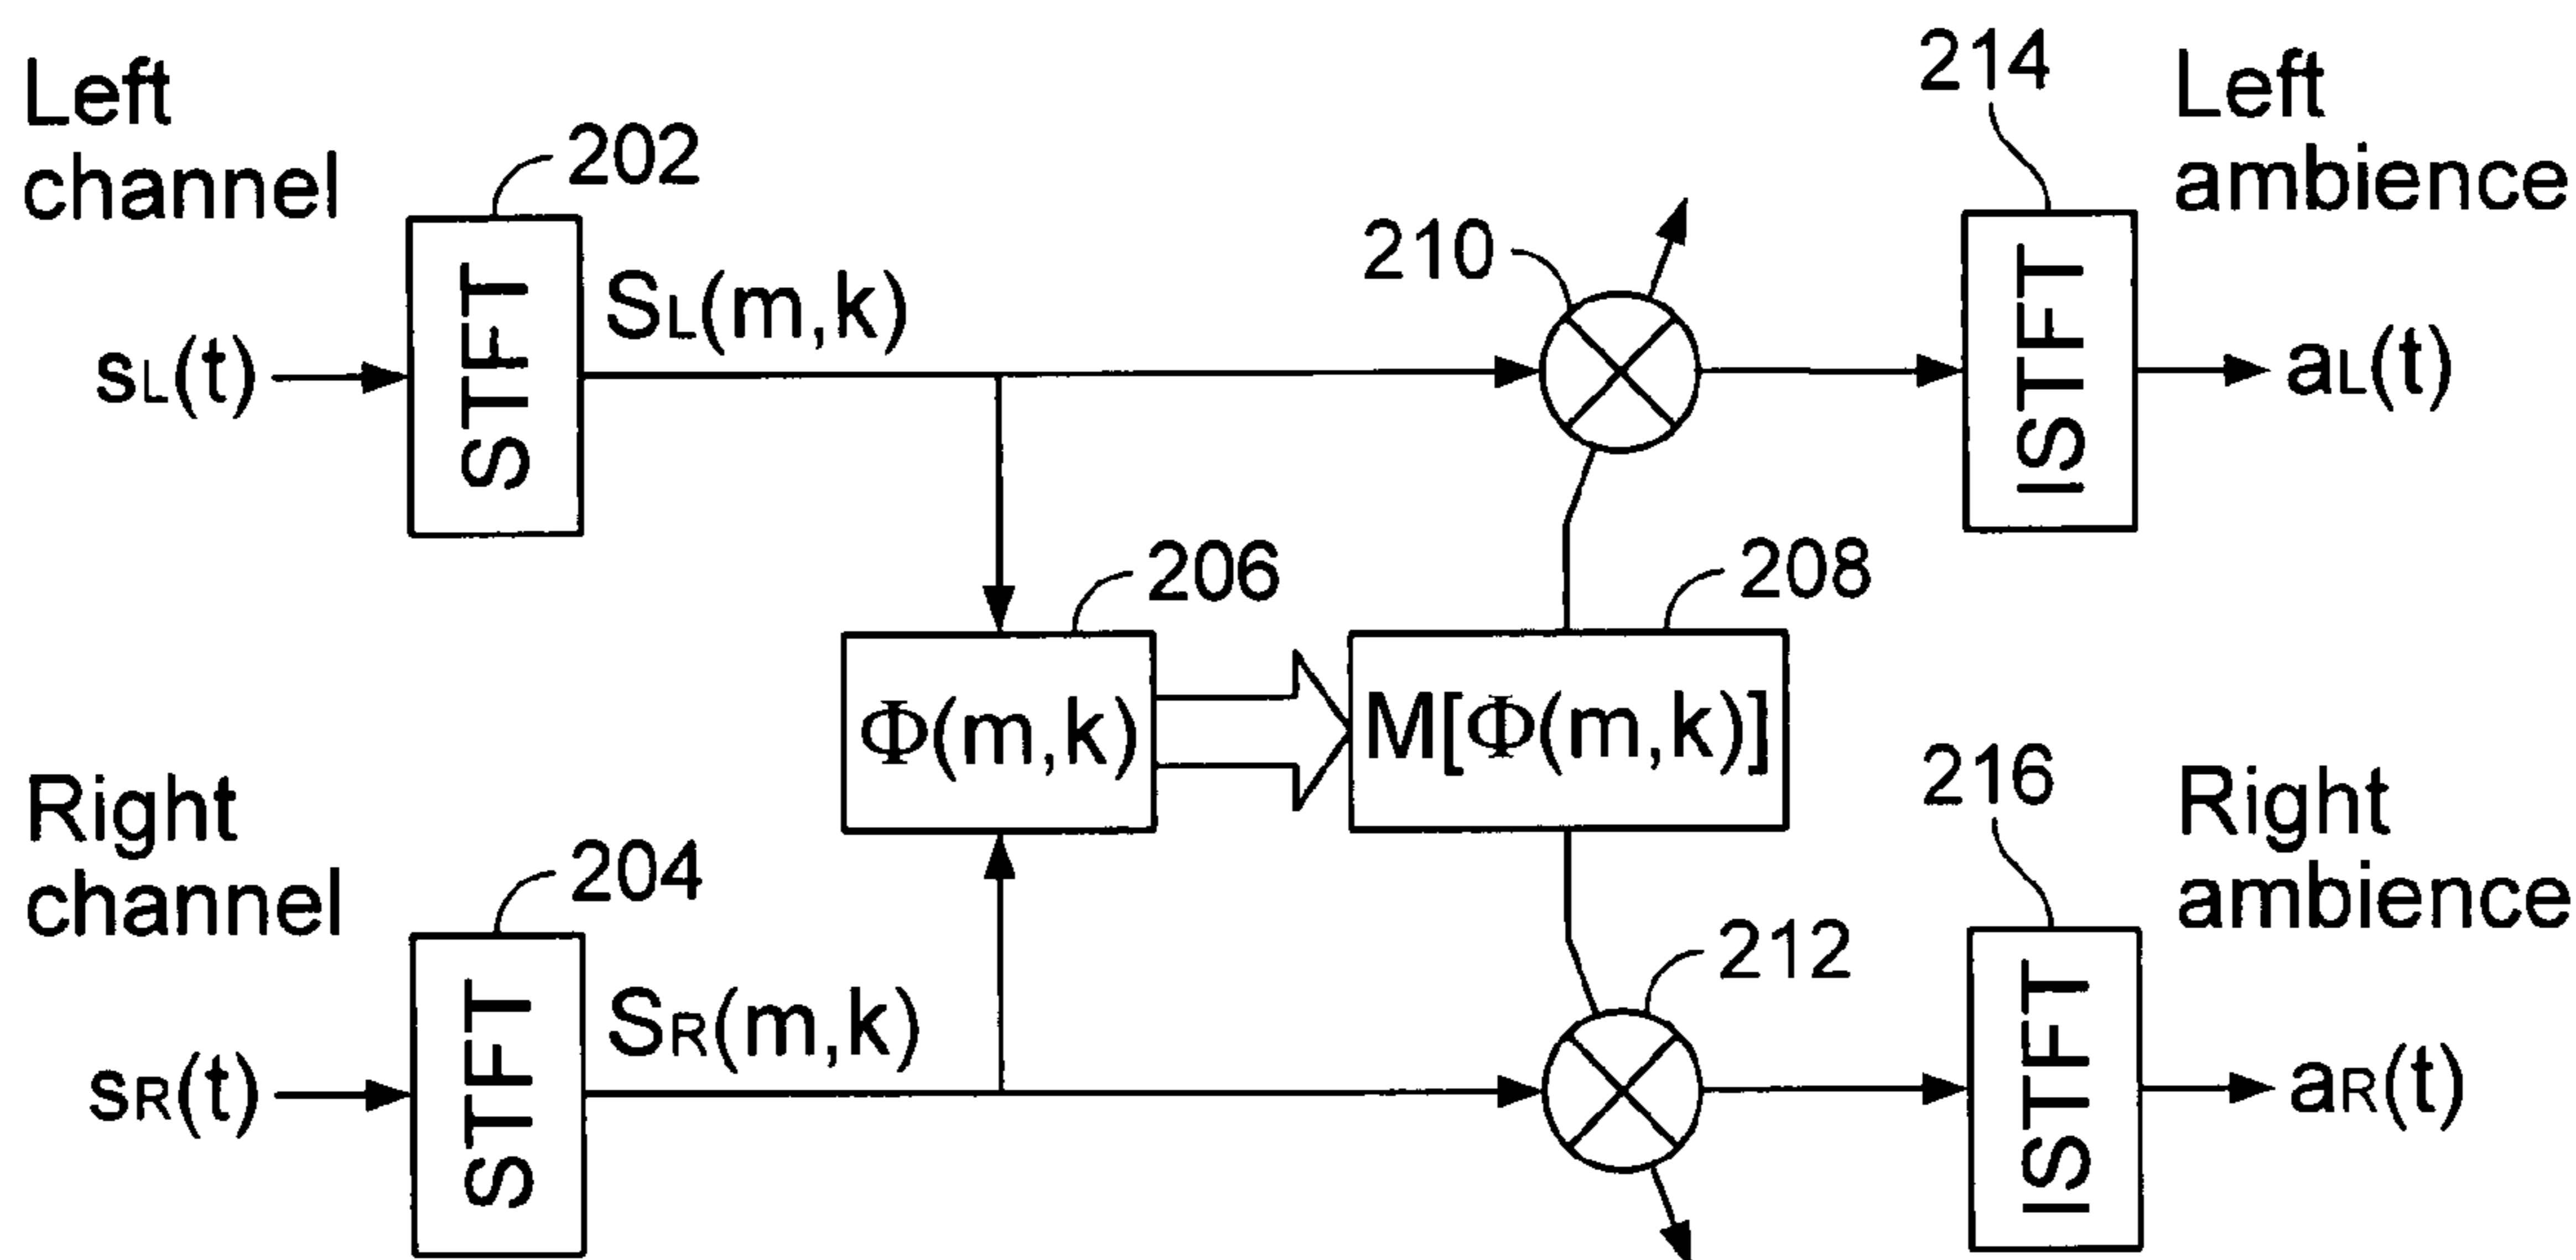 Left
channel
202
sL(t)
STFT
SL(m,k)
210
214
Left
ambience
ISTFT
aL(t)
206
Φ(m,k)
208
M[Φ(m,k)]
Right
channel
204
sR(t)
STFT
SR(m,k)
212
216
Right
ambience
ISTFT
aR(t)